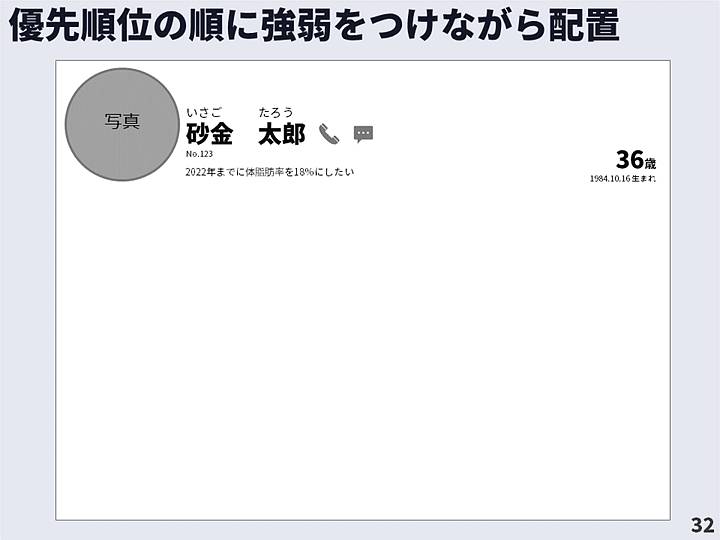 優先順位の順に強弱をつけながら配置
写真
いさご たろう
砂金 太郎
No.123
2022年までに体脂肪率を18%にしたい
36歳
1984.10.16 生まれ
32